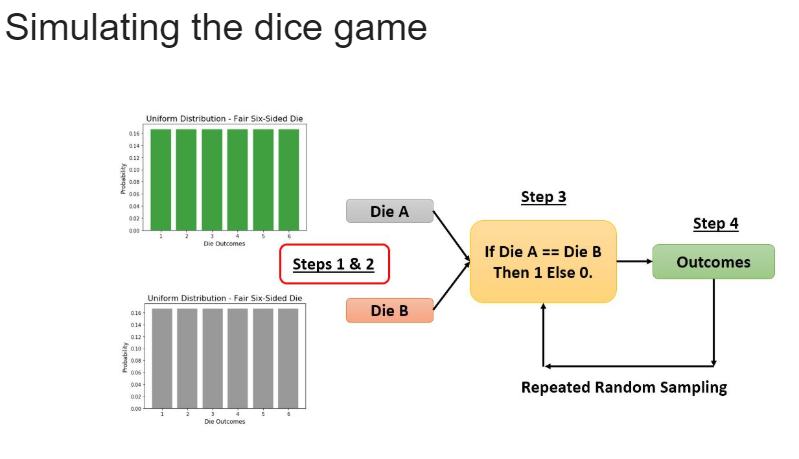 Simulating the dice game
Uniform Distribution - Fair Six-Sided Die
Probability
0.16
0.14
0.12
0.10
0.08
0.06
0.04
0.02
0.00
1 2 3 4 5 6
Die Outcomes
Steps 1 & 2
Uniform Distribution - Fair Six-Sided Die
Probability
0.16
0.14
0.12
0.10
0.08
0.06
0.04
0.02
0.00
1 2 3 4 5 6
Die Outcomes
Die A
Die B
Step 3
If Die A == Die B
Then 1 Else 0.
Step 4
Outcomes
Repeated Random Sampling